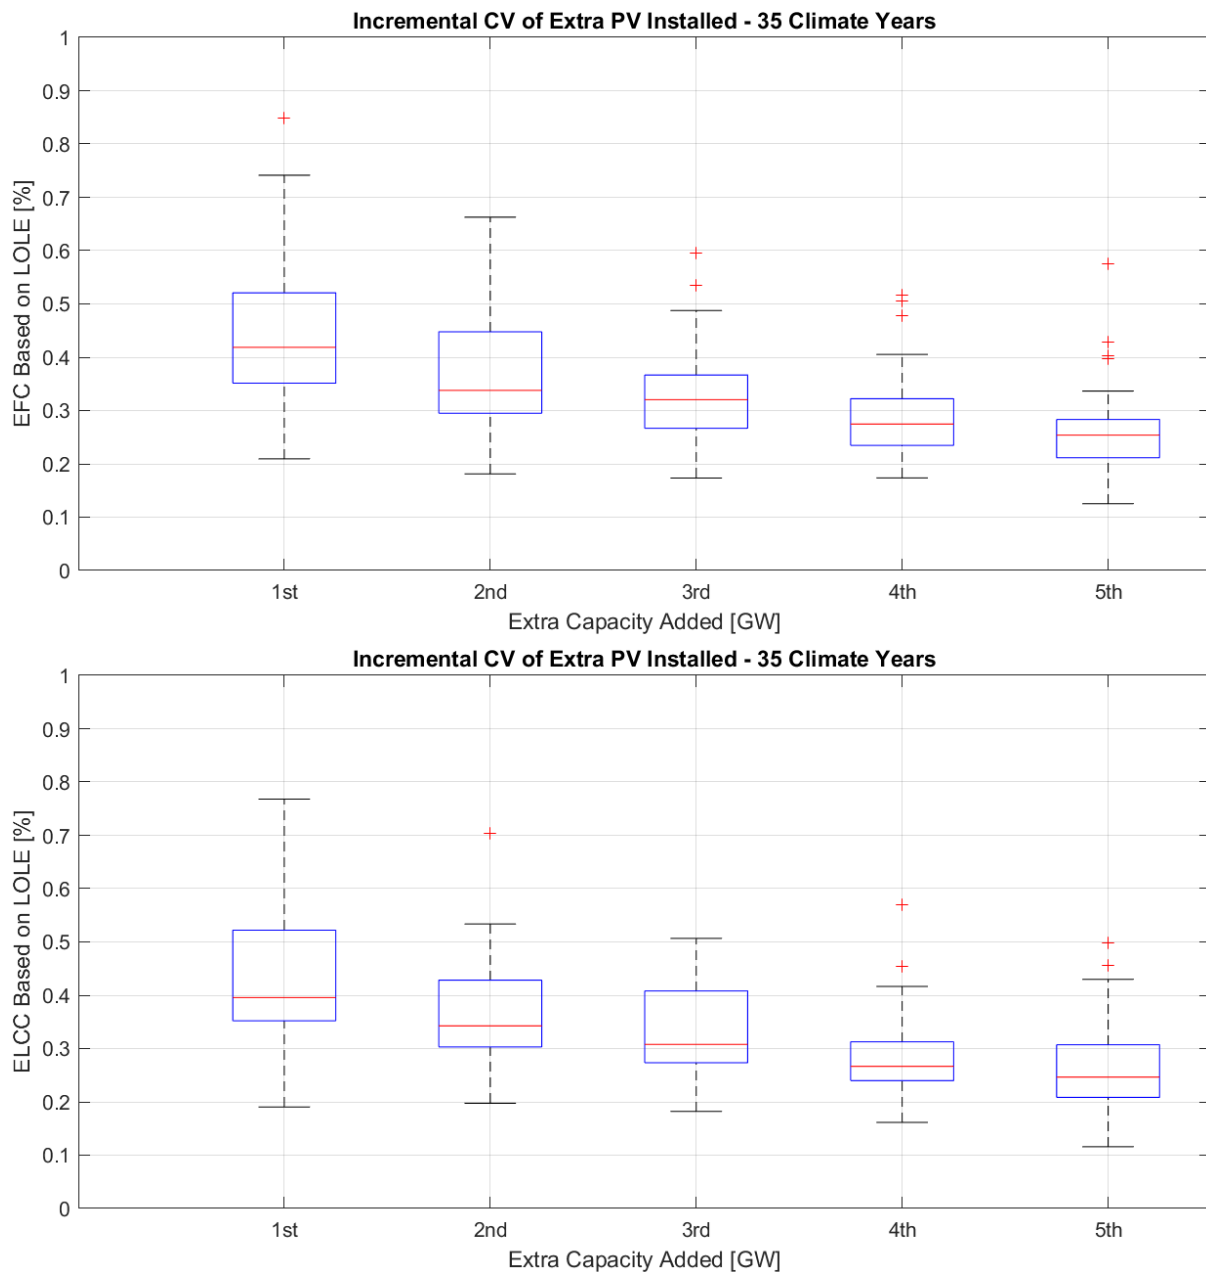 Incremental CV of Extra PV Installed - 35 Climate Years
1
0.9
0.8
0.7
0.6
0.5
0.4
0.3
0.2
0.1
0
EFC Based on LOLE [%]
1st 2nd 3rd 4th 5th
Extra Capacity Added [GW]
Incremental CV of Extra PV Installed - 35 Climate Years
1
0.9
0.8
0.7
0.6
0.5
0.4
0.3
0.2
0.1
0
ELCC Based on LOLE [%]
1st 2nd 3rd 4th 5th
Extra Capacity Added [GW]